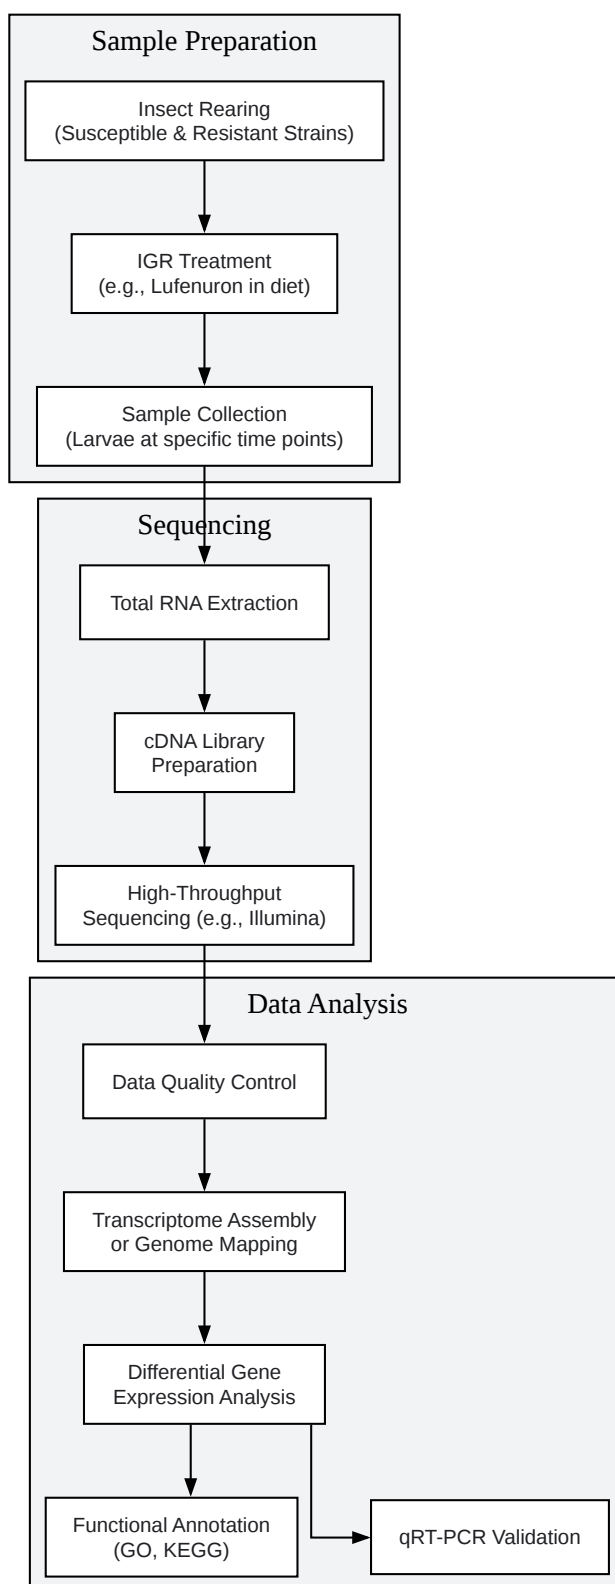 Sample Preparation
Insect Rearing
(Susceptible & Resistant Strains)
IGR Treatment
(e.g., Lufenuron in diet)
Sample Collection
(Larvae at specific time points)
Sequencing
Total RNA Extraction
cDNA Library
Preparation
High-Throughput
Sequencing (e.g., Illumina)
Data Analysis
Data Quality Control
Transcriptome Assembly
or Genome Mapping
Differential Gene
Expression Analysis
Functional Annotation
(GO, KEGG)
qRT-PCR Validation